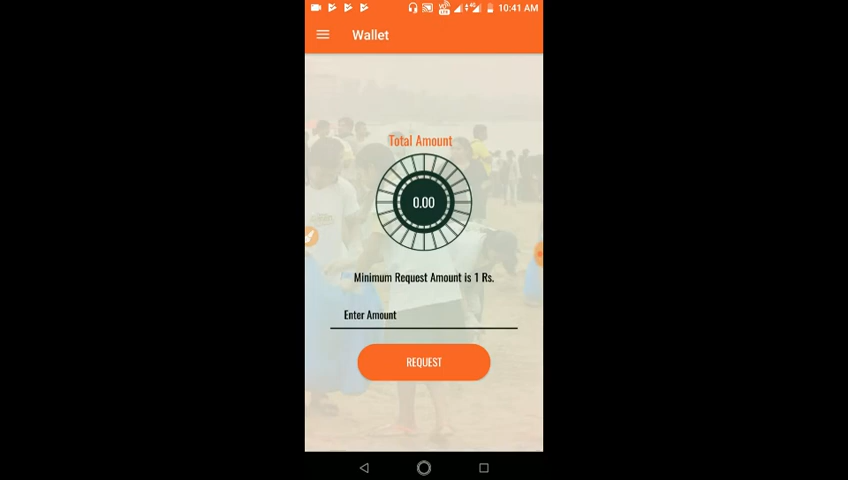 10:41 AM
Wallet
Total Amount
0.00
Minimum Request Amount is 1 Rs.
Enter Amount
REQUEST